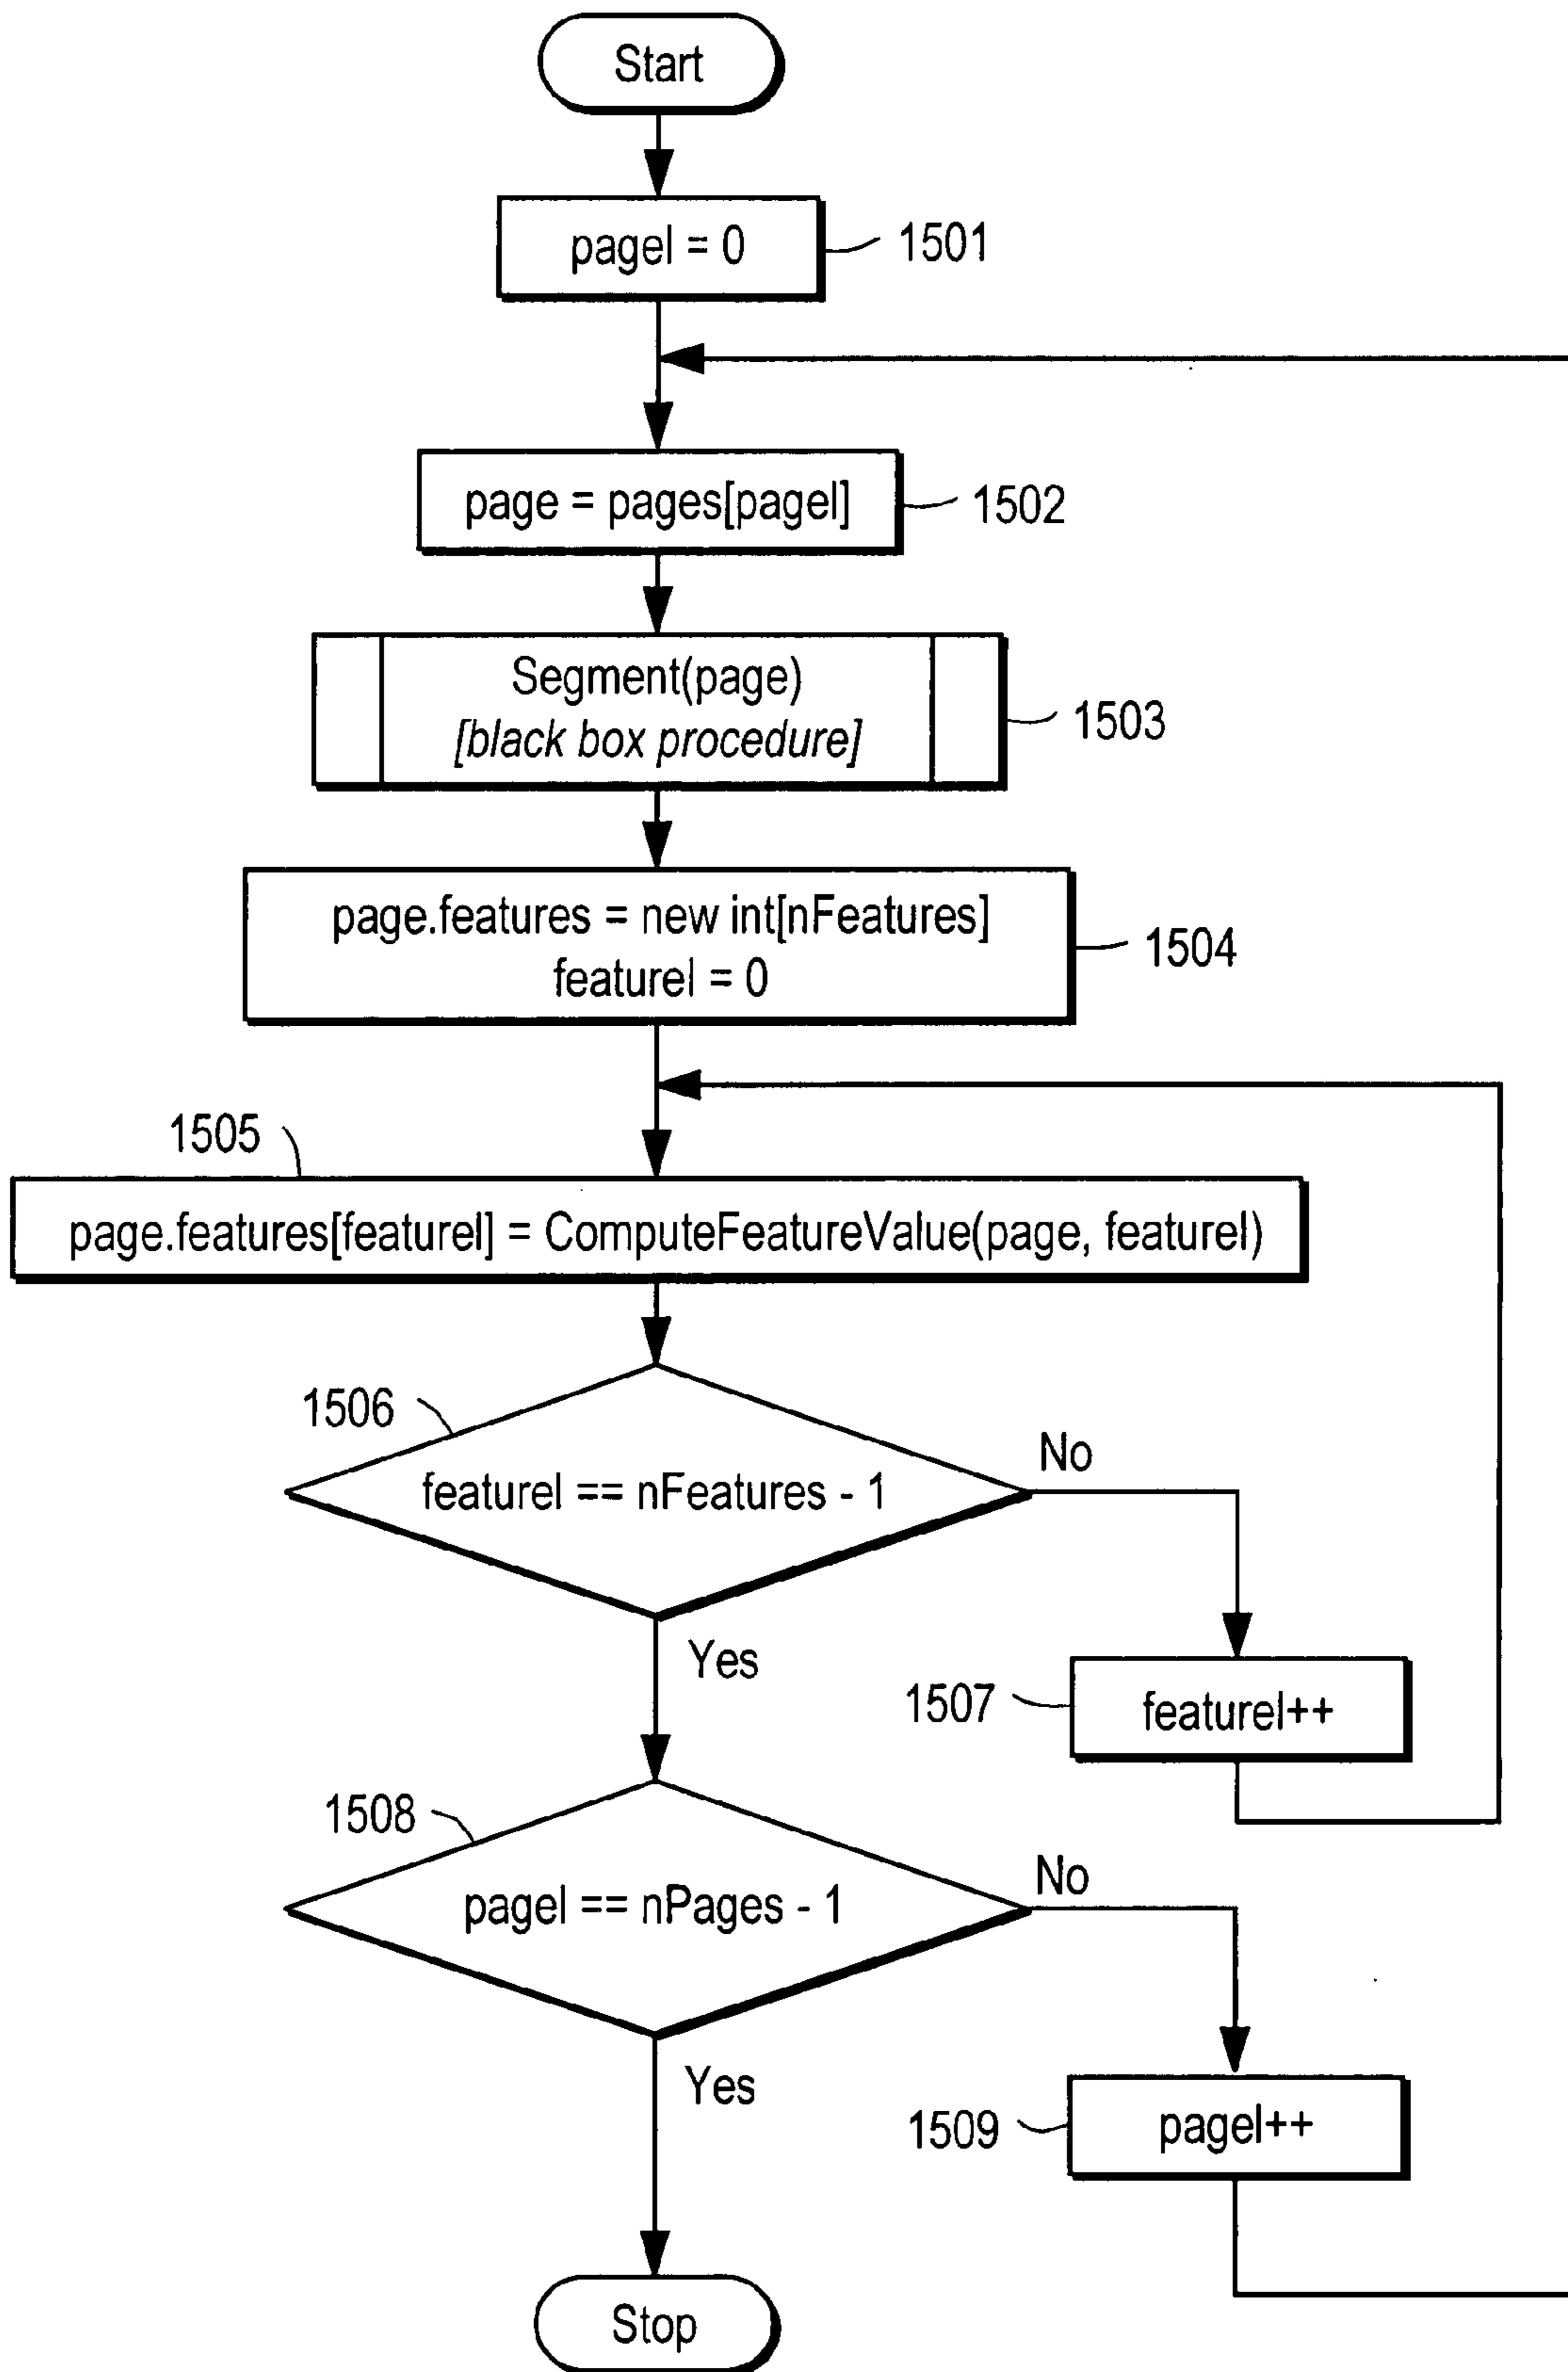 Start
pageI = 0
1501
page = pages[pageI]
1502
Segment(page)
[black box procedure]
1503
page.features = new int[nFeatures]
featureI = 0
1504
1505
page.features[featureI] = ComputeFeatureValue(page, featureI)
1506
featureI == nFeatures - 1
No
Yes
1507
featureI++
1508
pageI == nPages - 1
No
Yes
1509
pageI++
Stop